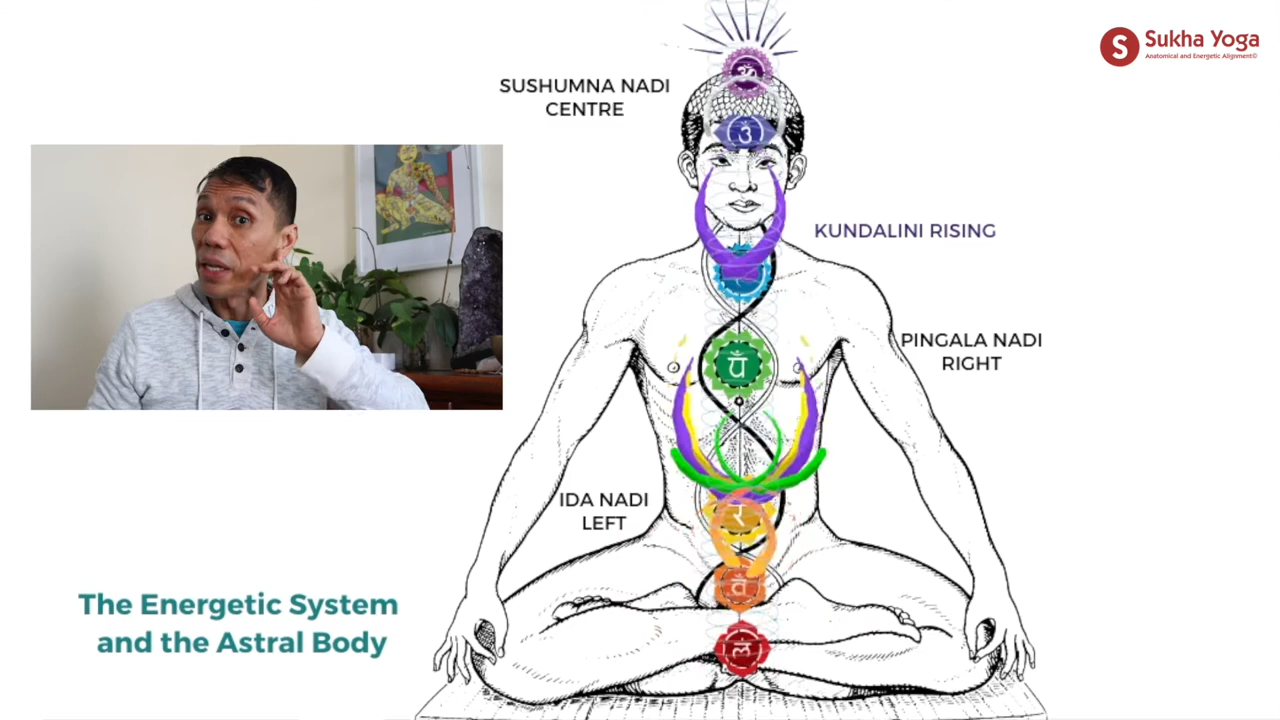 S
Sukha Yoga
Anatomical and Energetic Alignment©
SUSHUMNA NADI
CENTRE
ॐ
ॐ
KUNDALINI RISING
PINGALA NADI
RIGHT
यं
IDA NADI
LEFT
रं
वं
लं
The Energetic System
and the Astral Body